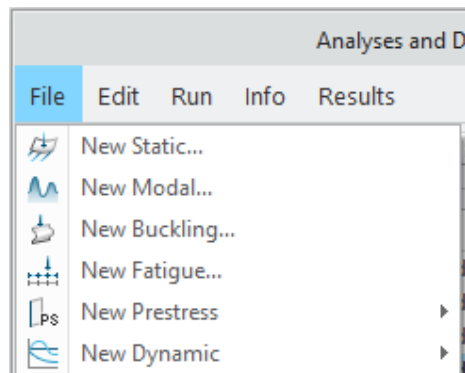 Analyses and D
File Edit Run Info Results
New Static...
New Modal...
New Buckling...
New Fatigue...
PS New Prestress
New Dynamic